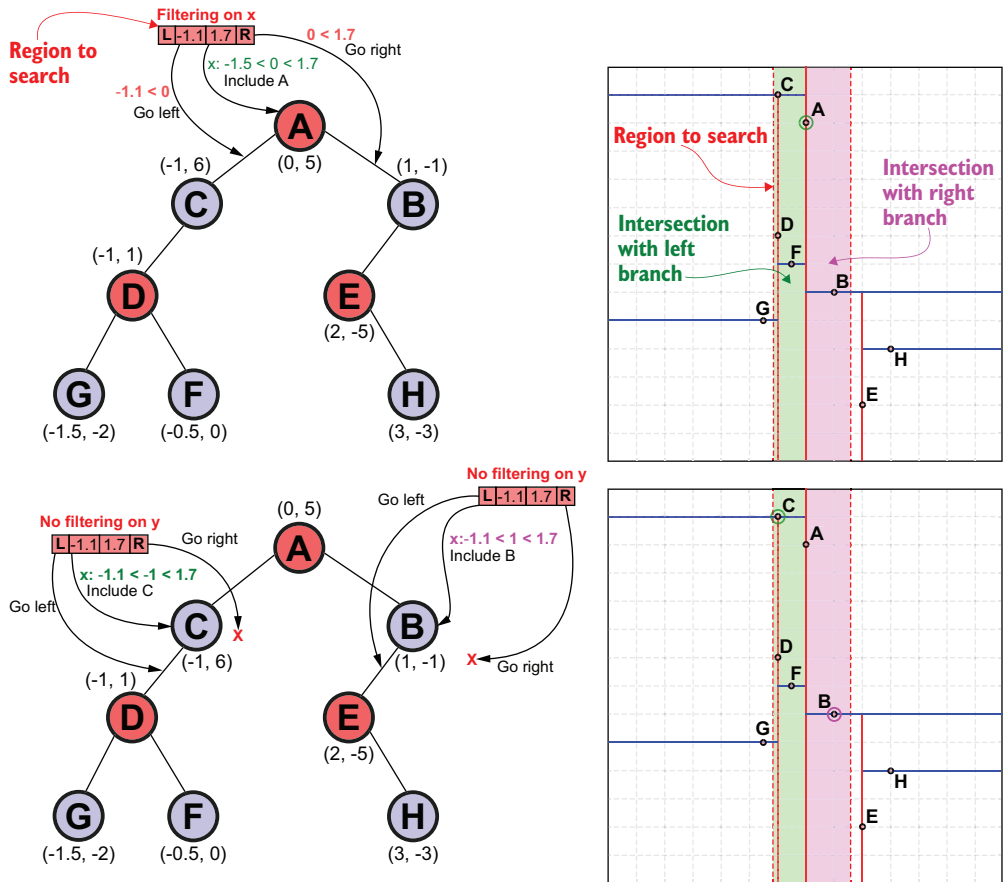 Filtering on x
L -1.1 1.7 R
0 < 1.7
Go right
Region to
search
x: -1.5 < 0 < 1.7
Include A
-1.1 < 0
Go left
A
(0, 5)
(-1, 6)
C
(1, -1)
B
(-1, 1)
D
E
(2, -5)
G
(-1.5, -2)
F
(-0.5, 0)
H
(3, -3)
C
A
Region to search
Intersection
with right
branch
Intersection
with left
branch
D
F
B
G
H
E
No filtering on y
L -1.1 1.7 R
Go left
x:-1.1 < 1 < 1.7
Include B
X
Go right
No filtering on y
L -1.1 1.7 R
Go right
x: -1.1 < -1 < 1.7
Include C
Go left
X
(0, 5)
A
C
(-1, 6)
B
(1, -1)
(-1, 1)
D
E
(2, -5)
G
(-1.5, -2)
F
(-0.5, 0)
H
(3, -3)
C
A
D
F
B
G
H
E